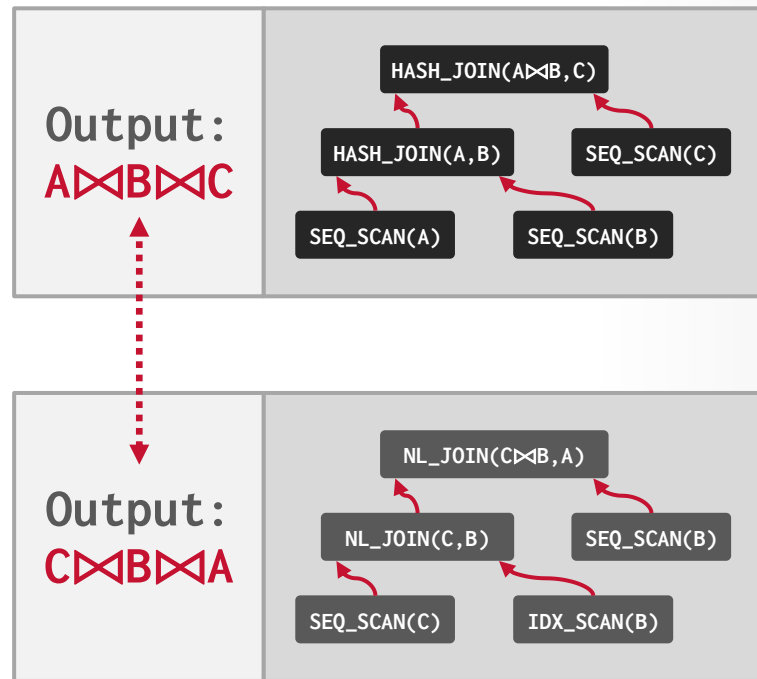 Output:
A⋈B⋈C
HASH_JOIN(A⋈B,C)
HASH_JOIN(A,B)
SEQ_SCAN(C)
SEQ_SCAN(A)
SEQ_SCAN(B)
Output:
C⋈B⋈A
NL_JOIN(C⋈B,A)
NL_JOIN(C,B)
SEQ_SCAN(B)
SEQ_SCAN(C)
IDX_SCAN(B)